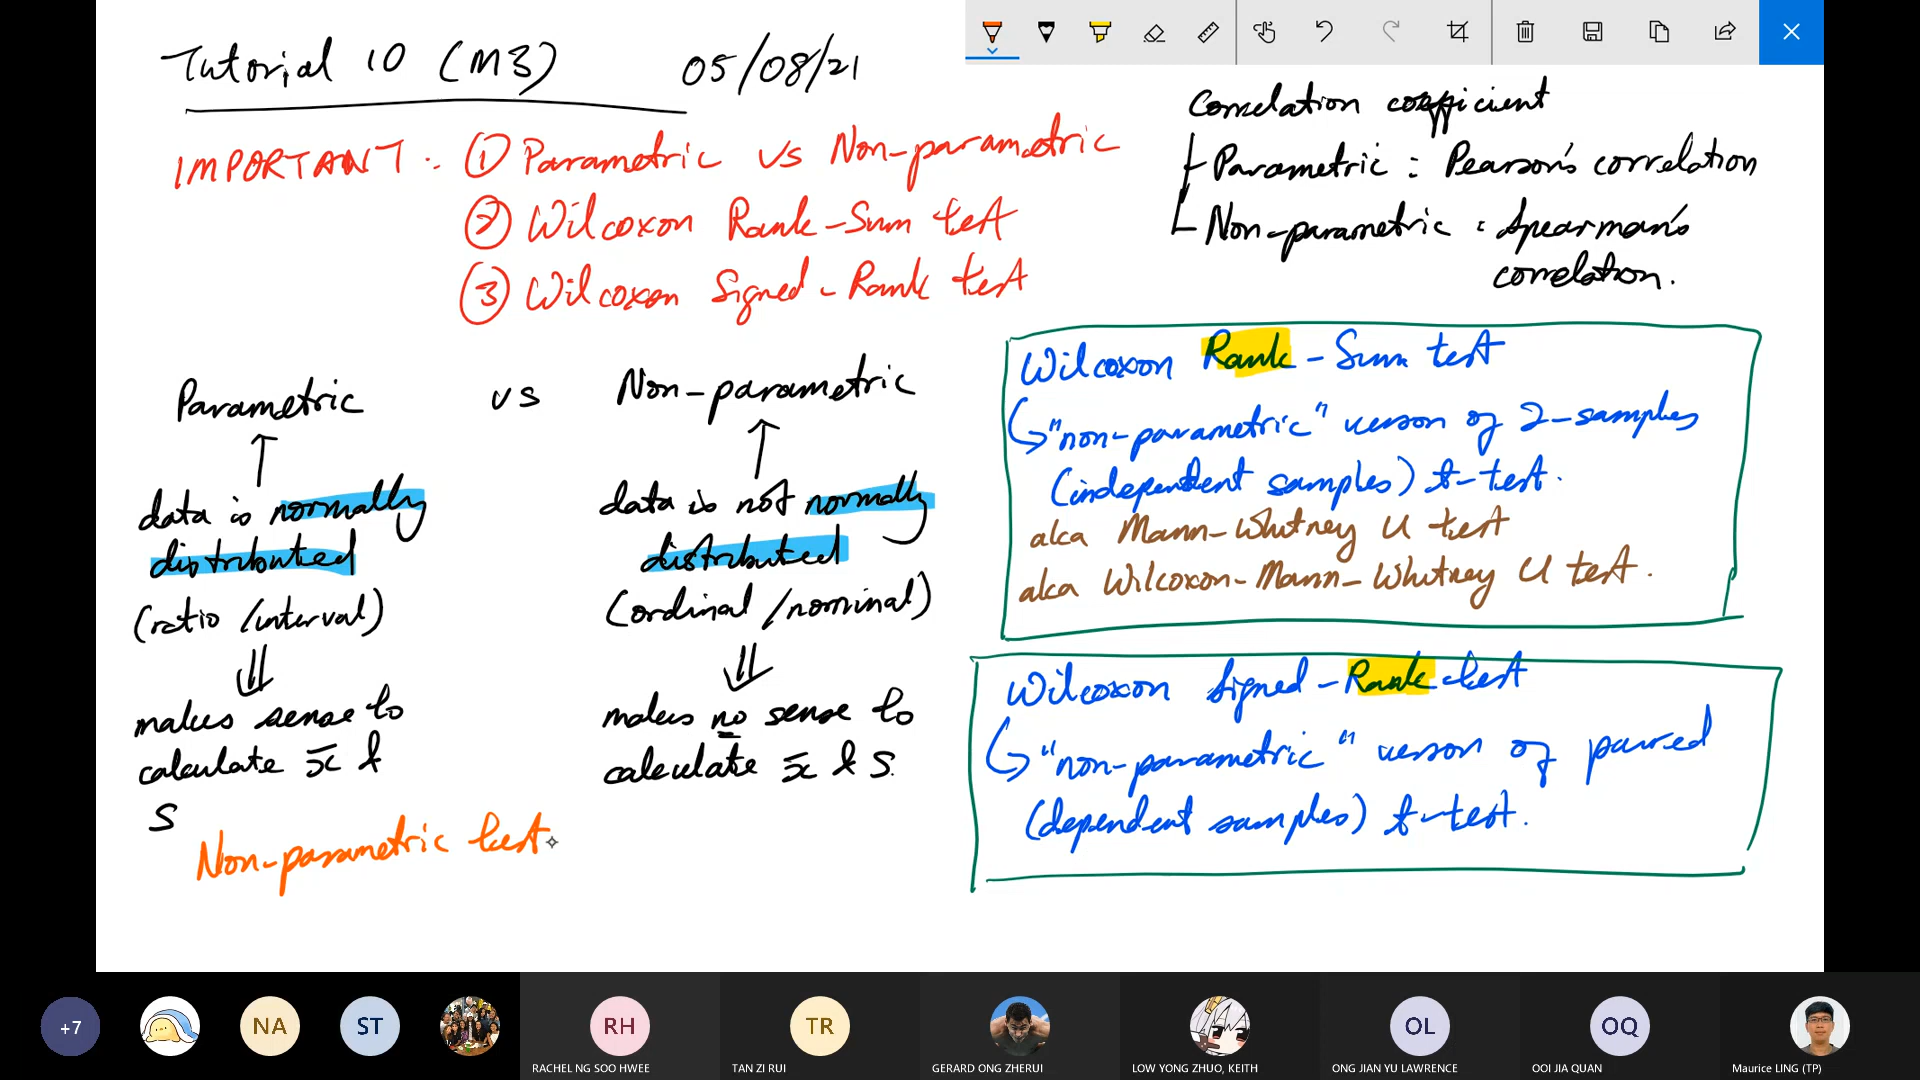 Tutorial 10 (M3) 05/08/21
IMPORTANT: ① Parametric vs Non-parametric
② Wilcoxon Rank-Sum test
③ Wilcoxon Signed-Rank test
Correlation coefficient
Parametric: Pearson's correlation
Non-parametric: Spearman's
correlation.
Parametric vs Non-parametric
data is normally
distributed
(ratio/interval)
makes sense to
calculate x̄ &
s
data is not normally
distributed
(ordinal/nominal)
makes no sense to
calculate x̄ & s.
Non-parametric test
Wilcoxon Rank-Sum test
"non-parametric" verson of 2-samples
(independent samples) t-test.
aka Mann-Whitney U test
aka Wilcoxon-Mann-Whitney U test.
Wilcoxon Signed-Rank test
"non-parametric" verson of paired
(dependent samples) t-test.
+7
NA
ST
RH
RACHEL NG SOO HWEE
TR
TAN ZI RUI
GERARD ONG ZHERUI
LOW YONG ZHUO, KEITH
OL
ONG JIAN YU LAWRENCE
OQ
OOI JIA QUAN
Maurice LING (TP)